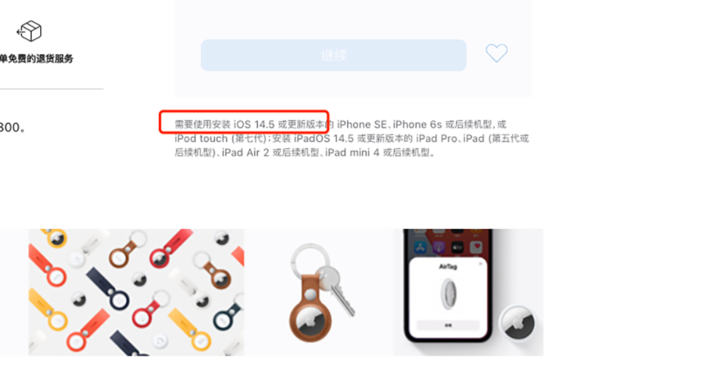 单免费的退货服务
300。
继续
需要使用安装 iOS 14.5 或更新版本的 iPhone SE、iPhone 6s 或后续机型，或
iPod touch (第七代)；安装 iPadOS 14.5 或更新版本的 iPad Pro、iPad (第五代或
后续机型)、iPad Air 2 或后续机型、iPad mini 4 或后续机型。
AirTag